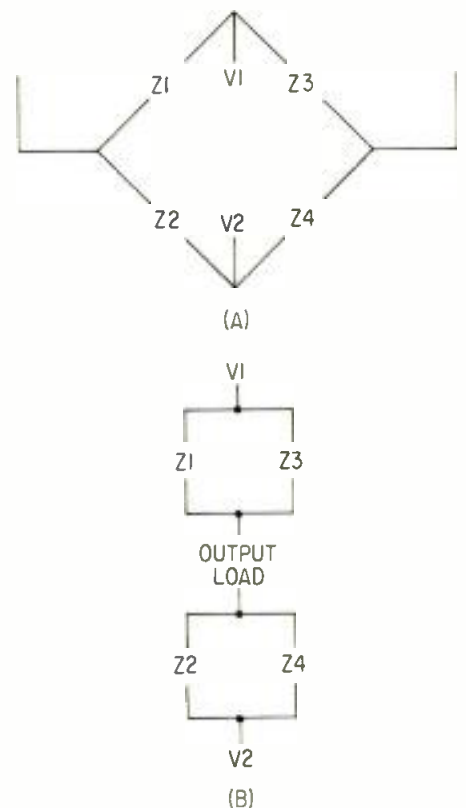 Z1 V1 Z3
Z2 V2 Z4
(A)
V1
Z1 Z3
OUTPUT
LOAD
Z2 Z4
V2
(B)